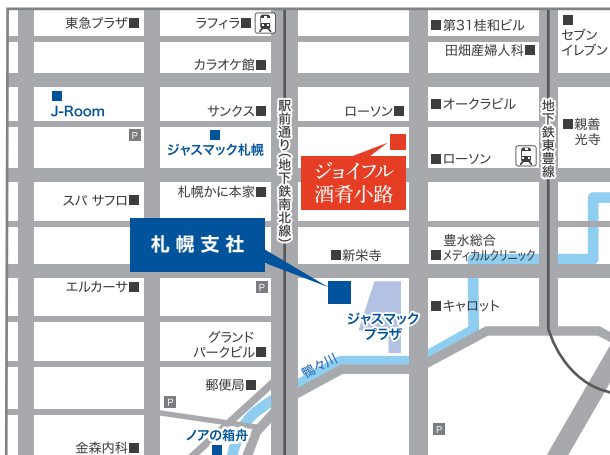 東急プラザ
ラフィラ
第31桂和ビル
セブン
イレブン
田畑産婦人科
カラオケ館
J-Room
サンクス
駅前通り(地下鉄南北線)
ローソン
オークラビル
地下鉄東豊線
親善
光寺
P
ジャスマック札幌
ジョイフル
酒肴小路
ローソン
スパ サフロ
札幌かに本家
札幌支社
新栄寺
豊水総合
メディカルクリニック
エルカーサ
P
ジャスマック
プラザ
キャロット
グランド
パークビル
鴨々川
郵便局
P
ノアの箱舟
P
金森内科